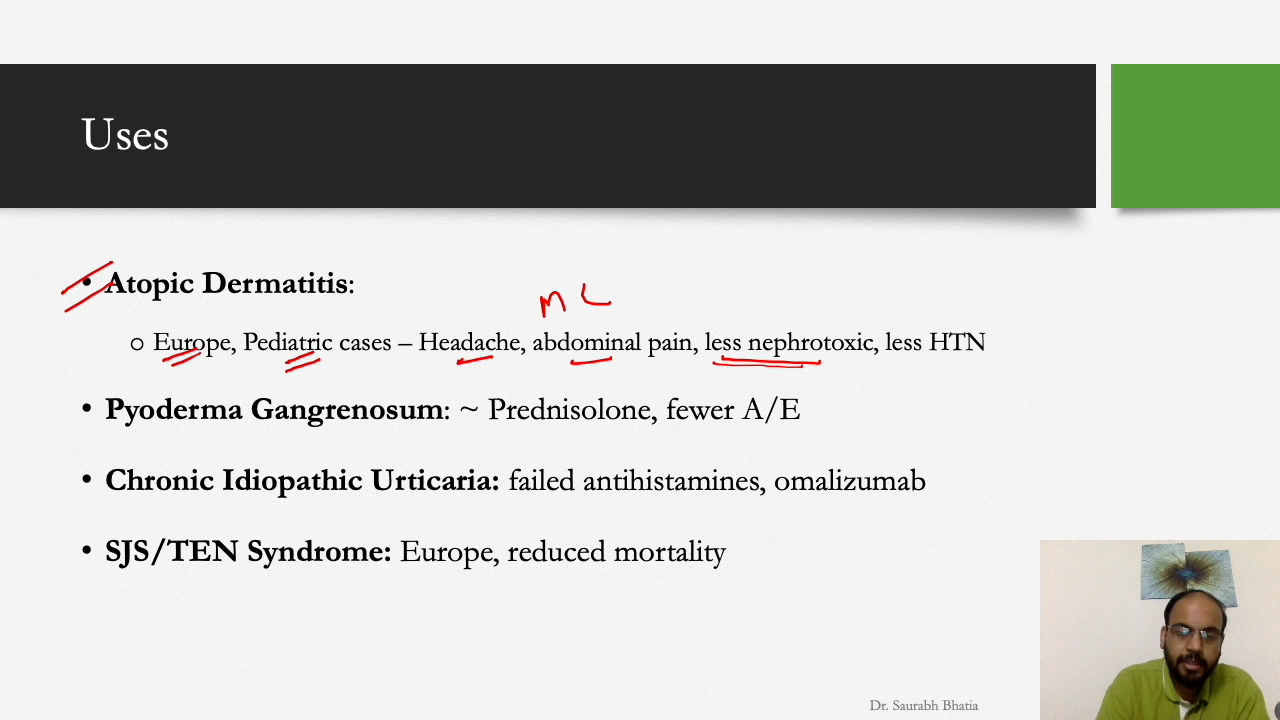 Uses
• Atopic Dermatitis:
mc
o Europe, Pediatric cases – Headache, abdominal pain, less nephrotoxic, less HTN
• Pyoderma Gangrenosum: ~ Prednisolone, fewer A/E
• Chronic Idiopathic Urticaria: failed antihistamines, omalizumab
• SJS/TEN Syndrome: Europe, reduced mortality
Dr. Saurabh Bhatia